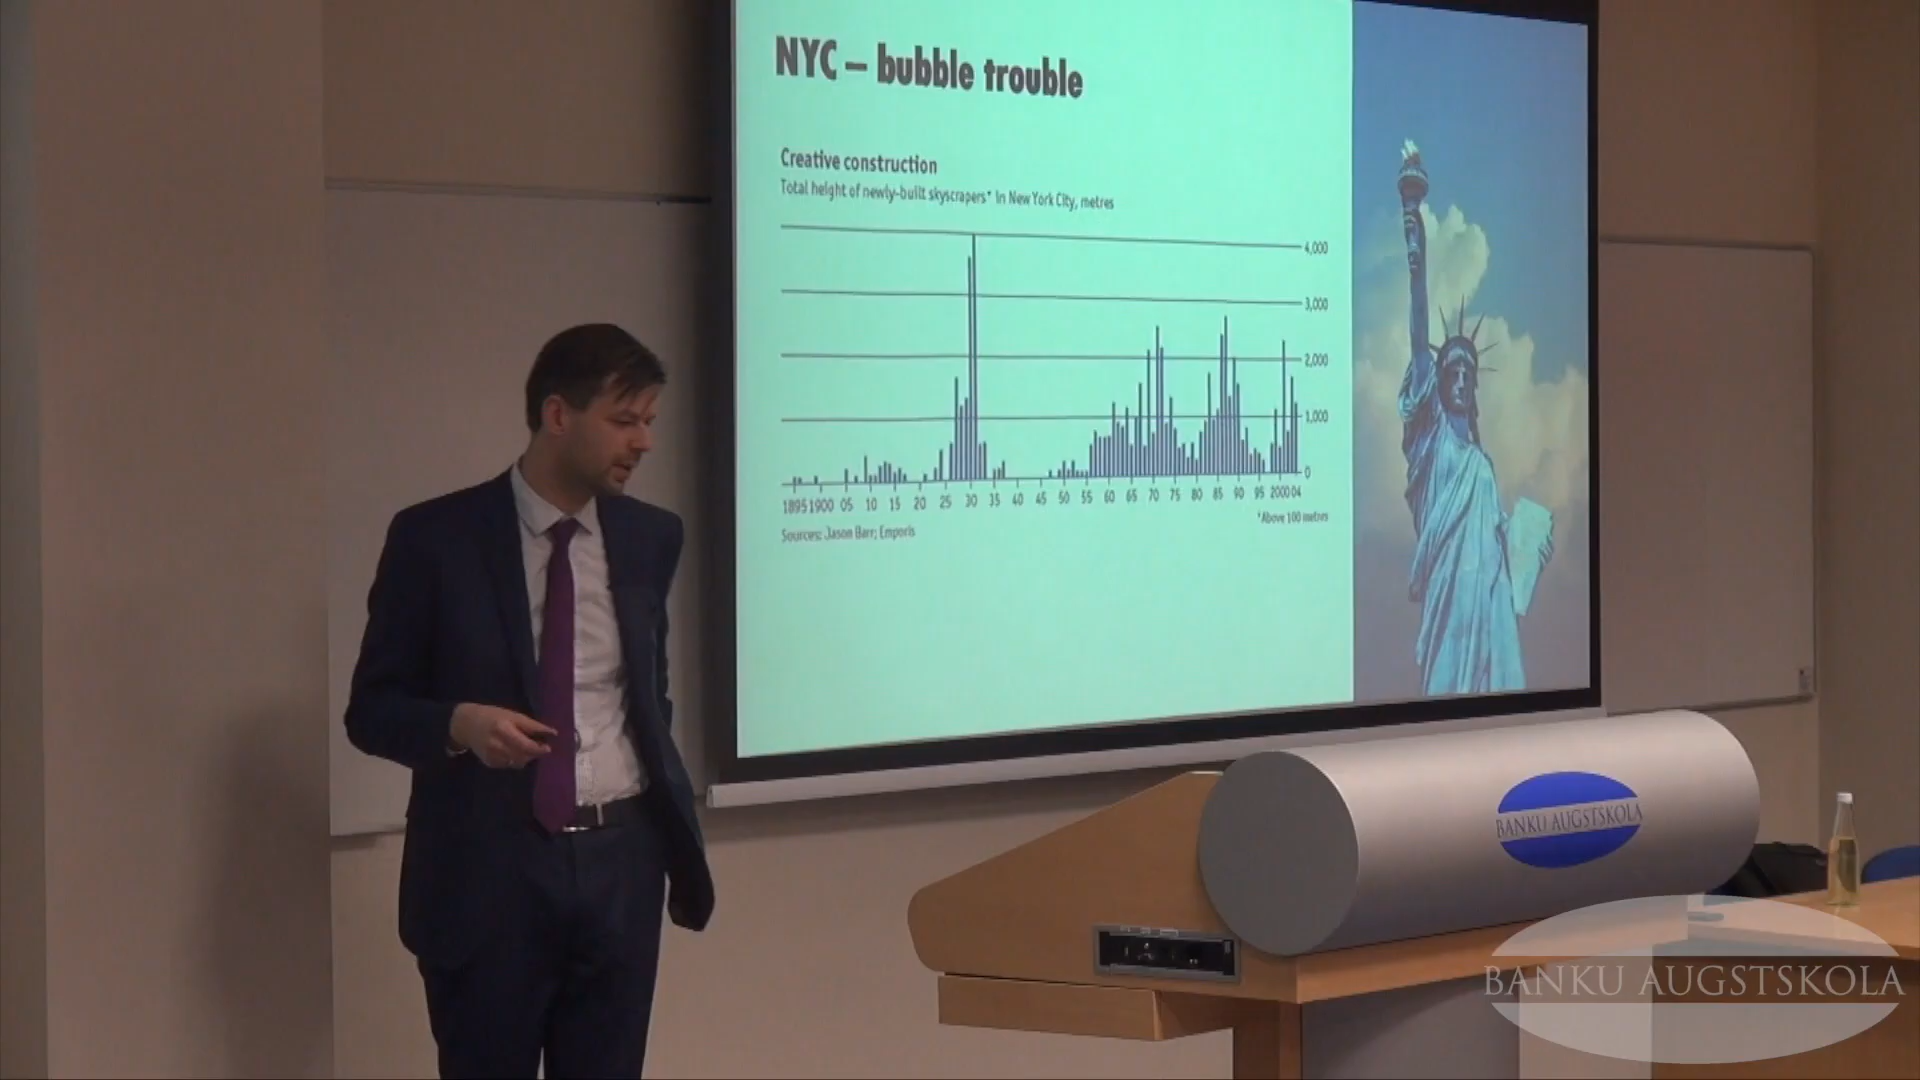 NYC – bubble trouble
Creative construction
Total height of newly-built skyscrapers* in New York City, metres
4,000
3,000
2,000
1,000
0
1895 1900 05 10 15 20 25 30 35 40 45 50 55 60 65 70 75 80 85 90 95 2000 04
*Above 100 metres
Sources: Jason Barr; Emporis
BANKU AUGSTSKOLA
BANKU AUGSTSKOLA